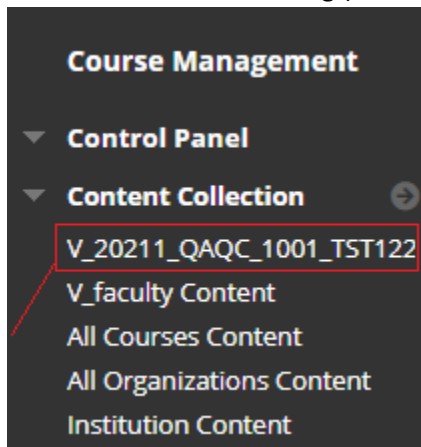 Course Management
Control Panel
Content Collection
V_20211_QAQC_1001_TST122
V_faculty Content
All Courses Content
All Organizations Content
Institution Content